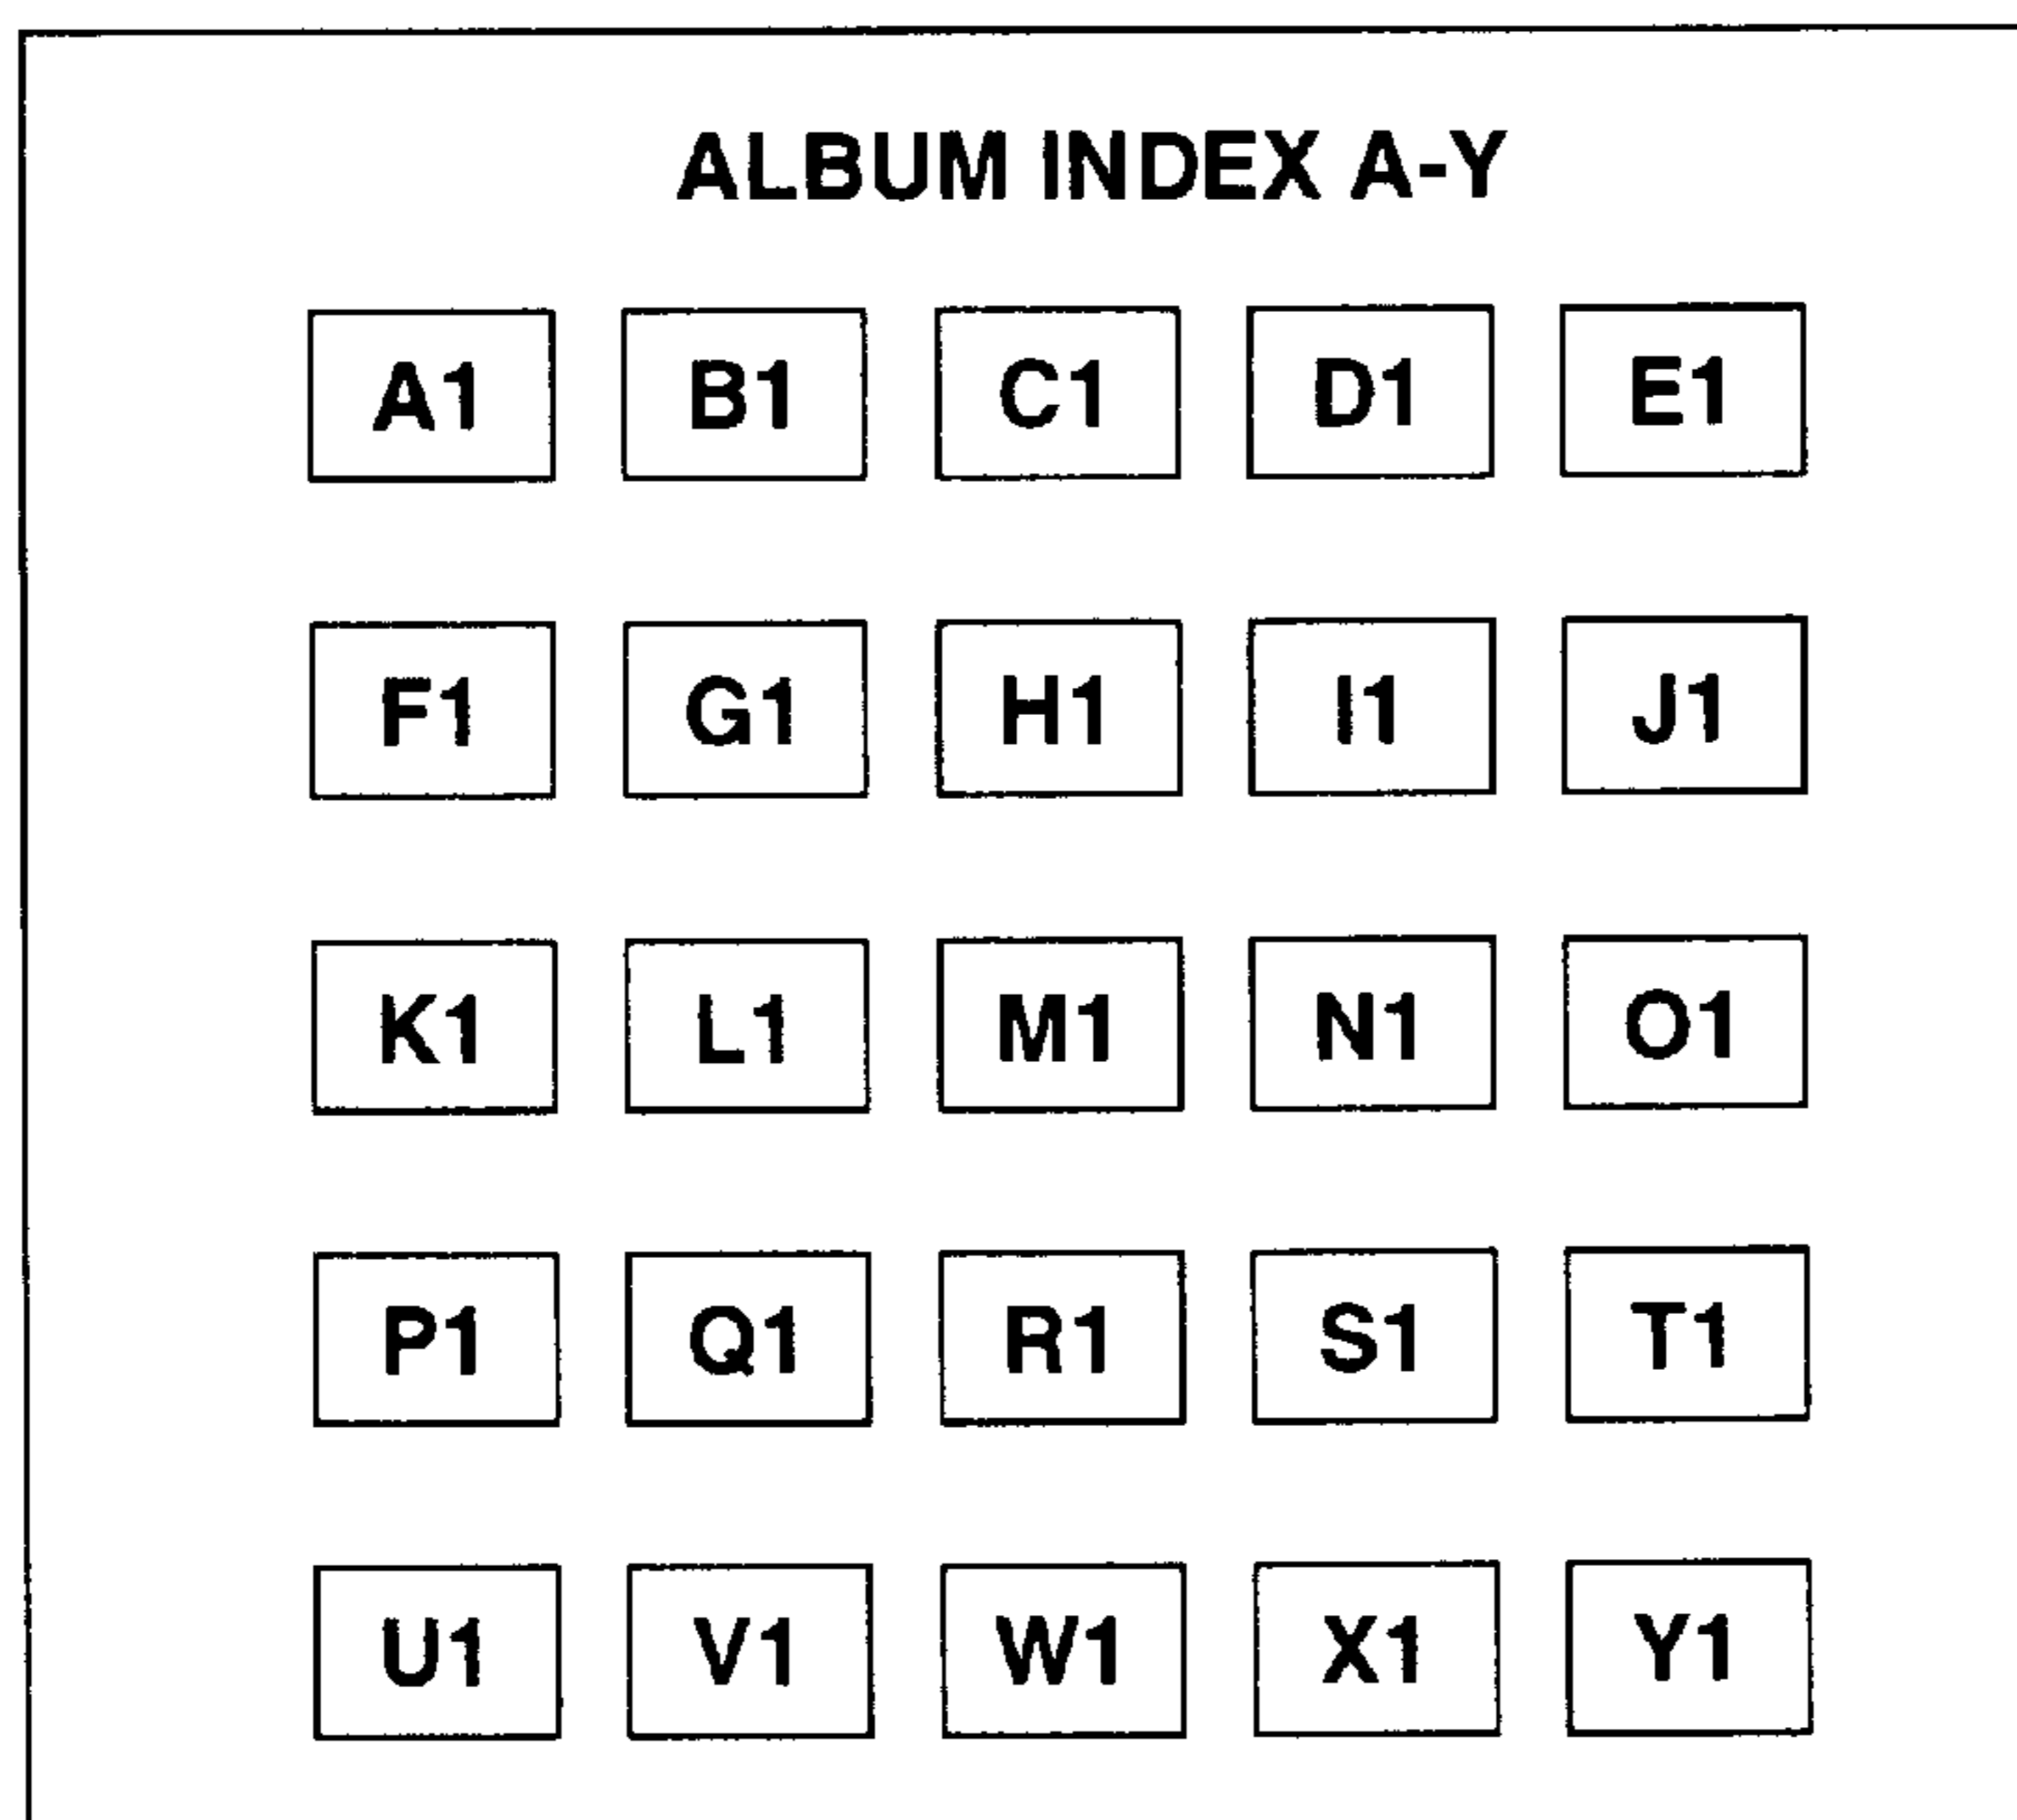 ALBUM INDEX A-Y
A1 B1 C1 D1 E1
F1 G1 H1 I1 J1
K1 L1 M1 N1 O1
P1 Q1 R1 S1 T1
U1 V1 W1 X1 Y1